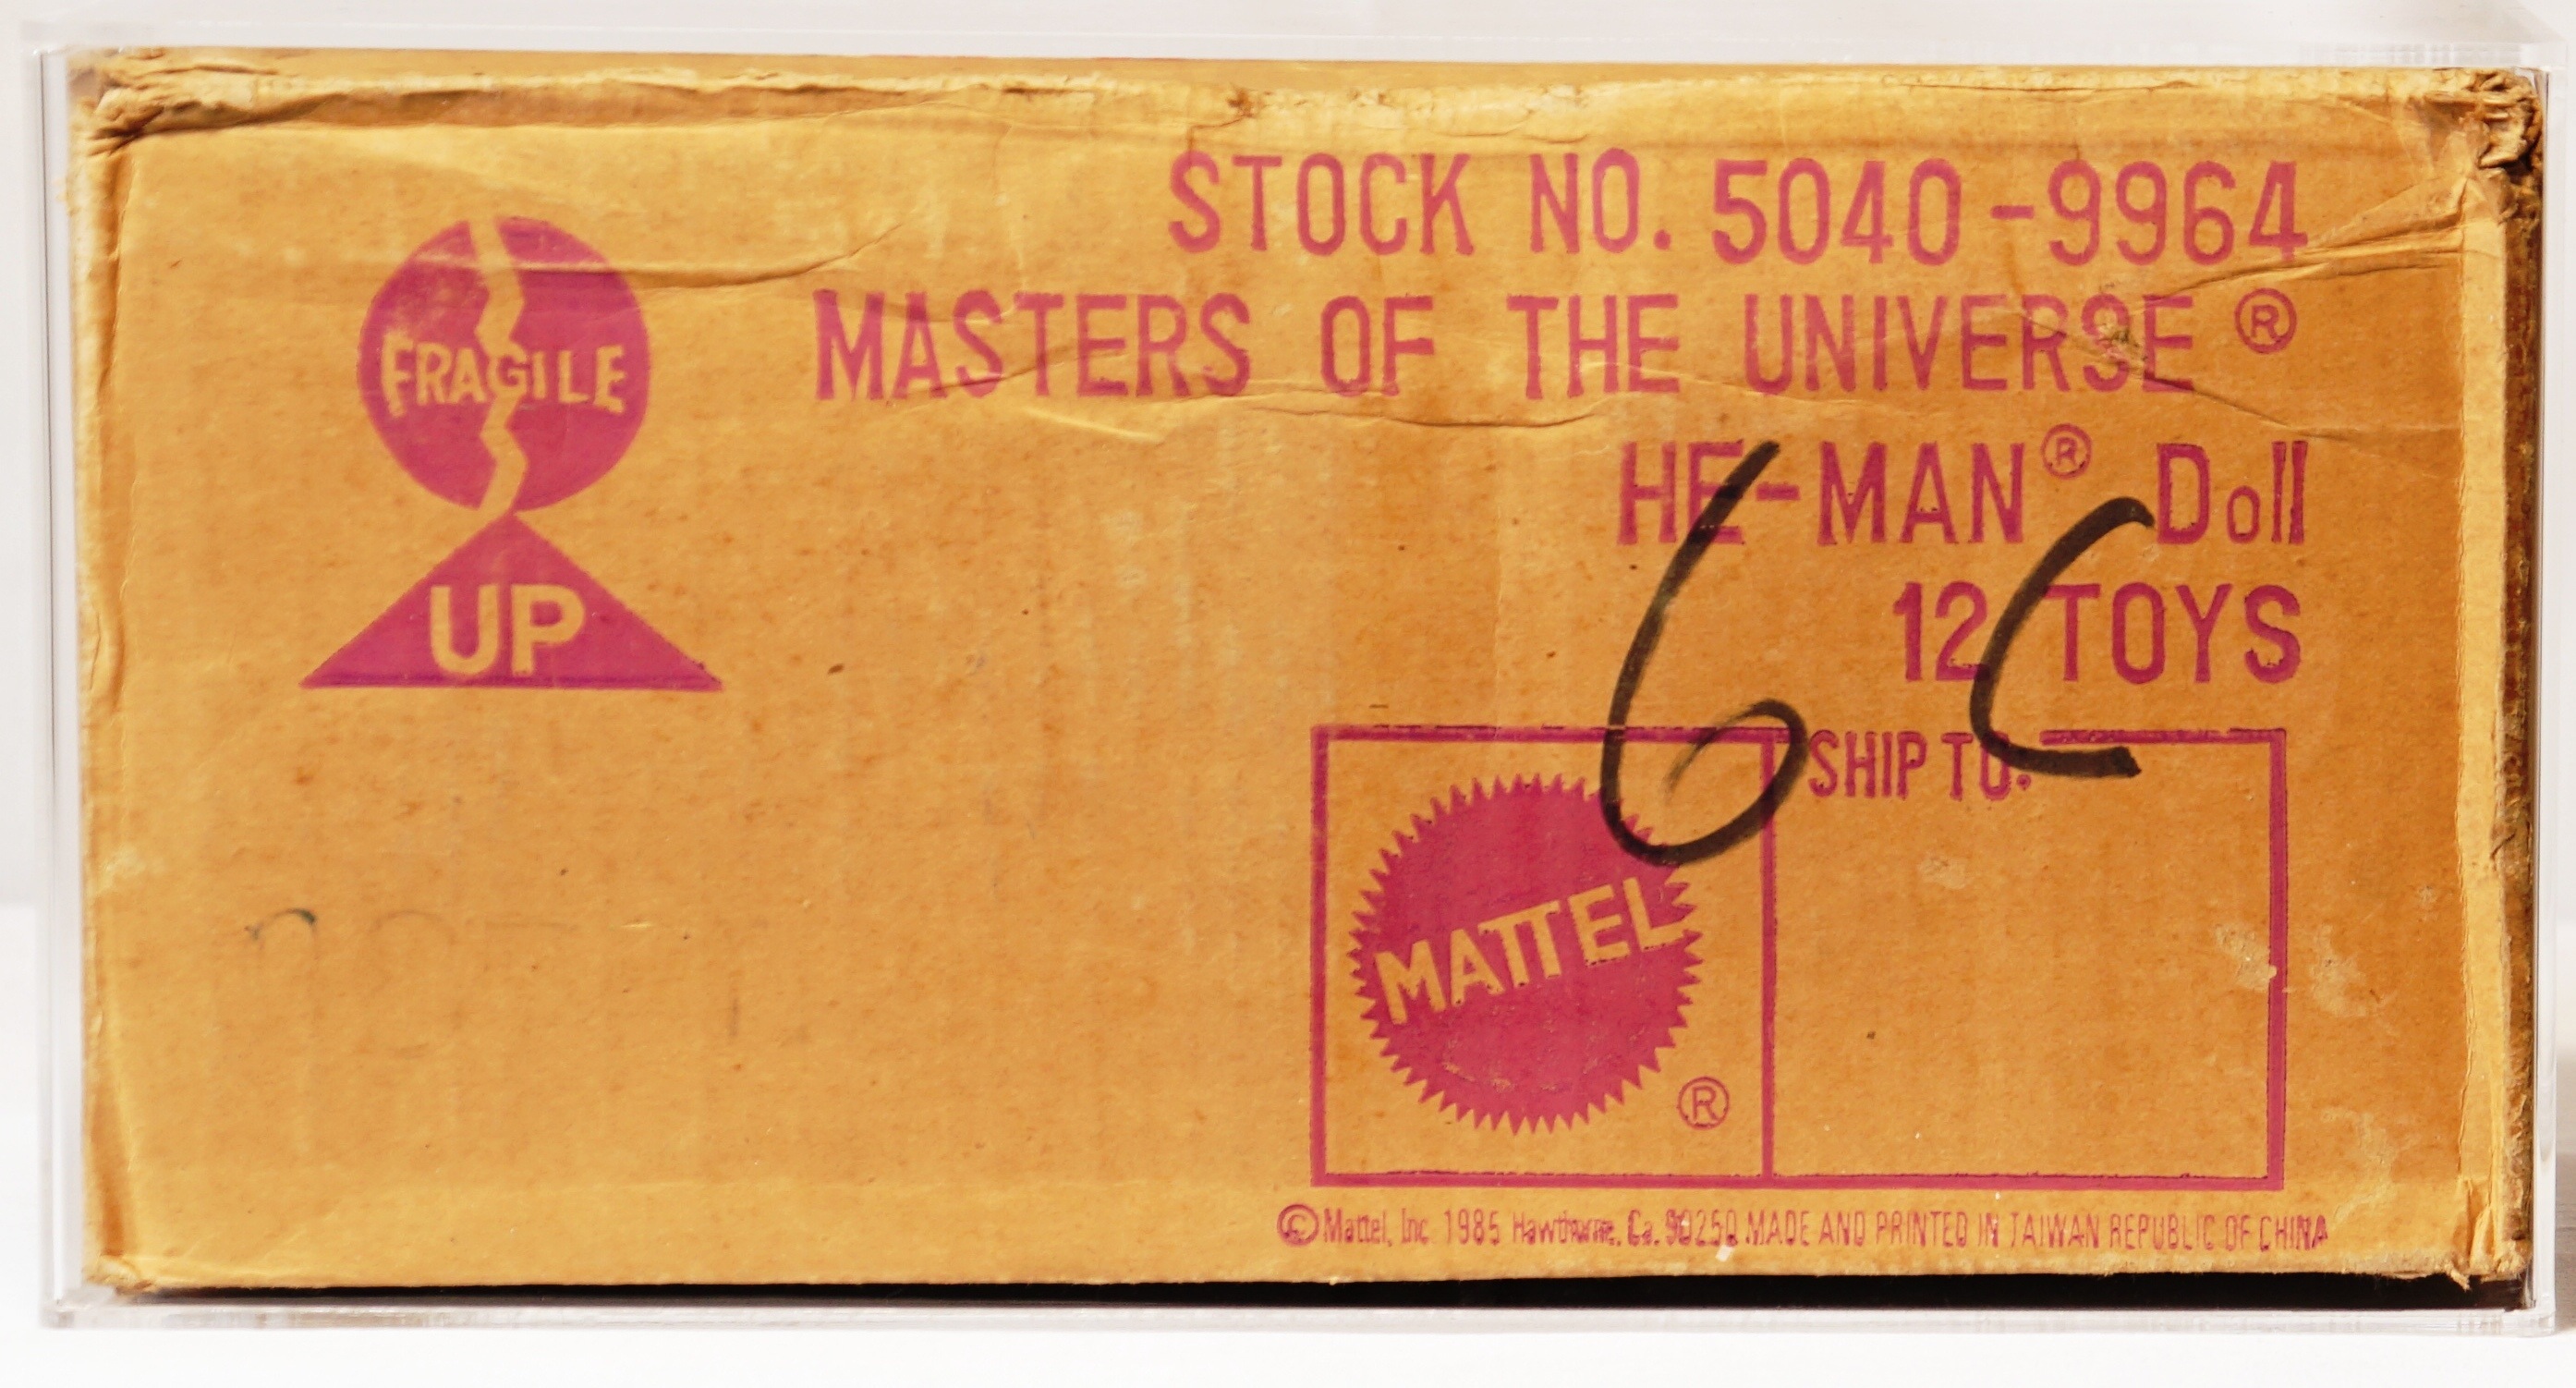 FRAGILE
UP
STOCK NO. 5040-9964
MASTERS OF THE UNIVERSE ®
HE-MAN® Doll
12 TOYS
6 C
SHIP TO:
MATTEL
®
© Mattel, Inc 1985 Hawthorne, Ca. 90250 MADE AND PRINTED IN TAIWAN REPUBLIC OF CHINA